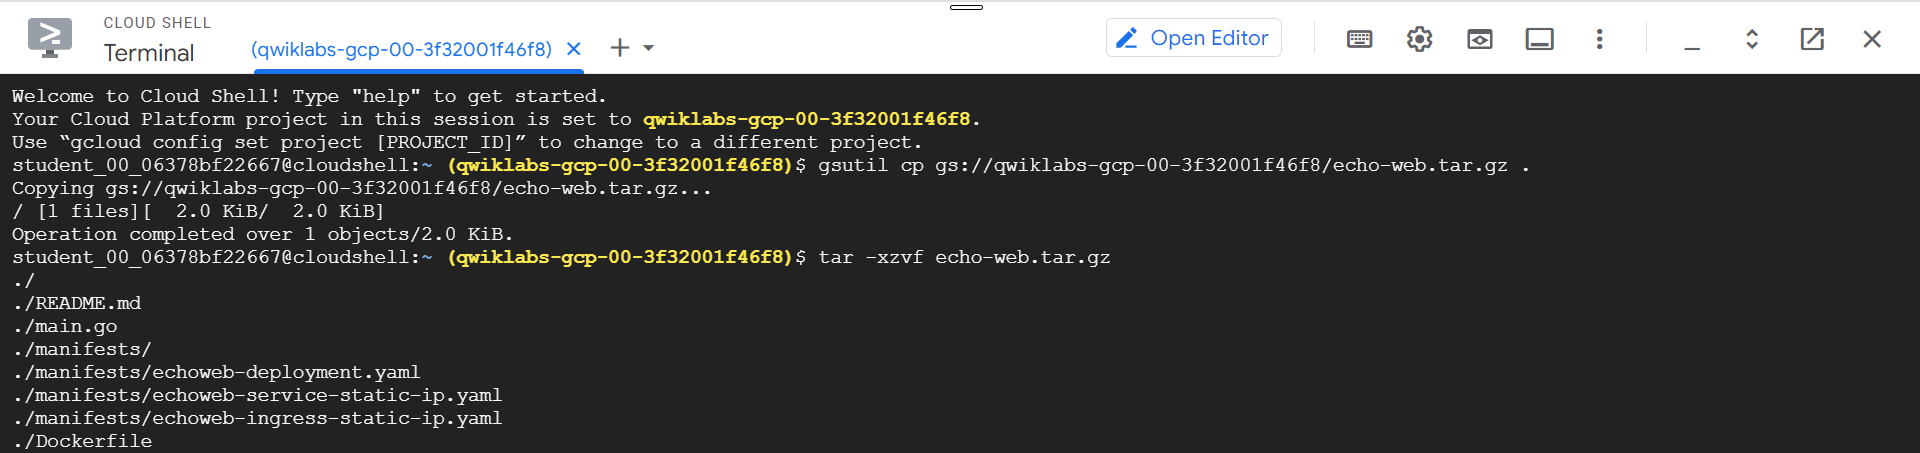 CLOUD SHELL
Terminal
(qwiklabs-gcp-00-3f32001f46f8)
Open Editor
Welcome to Cloud Shell! Type "help" to get started.
Your Cloud Platform project in this session is set to qwiklabs-gcp-00-3f32001f46f8.
Use “gcloud config set project [PROJECT_ID]” to change to a different project.
student_00_06378bf22667@cloudshell:~ (qwiklabs-gcp-00-3f32001f46f8)$ gsutil cp gs://qwiklabs-gcp-00-3f32001f46f8/echo-web.tar.gz .
Copying gs://qwiklabs-gcp-00-3f32001f46f8/echo-web.tar.gz...
/ [1 files][  2.0 KiB/  2.0 KiB]
Operation completed over 1 objects/2.0 KiB.
student_00_06378bf22667@cloudshell:~ (qwiklabs-gcp-00-3f32001f46f8)$ tar -xzvf echo-web.tar.gz
./
./README.md
./main.go
./manifests/
./manifests/echoweb-deployment.yaml
./manifests/echoweb-service-static-ip.yaml
./manifests/echoweb-ingress-static-ip.yaml
./Dockerfile